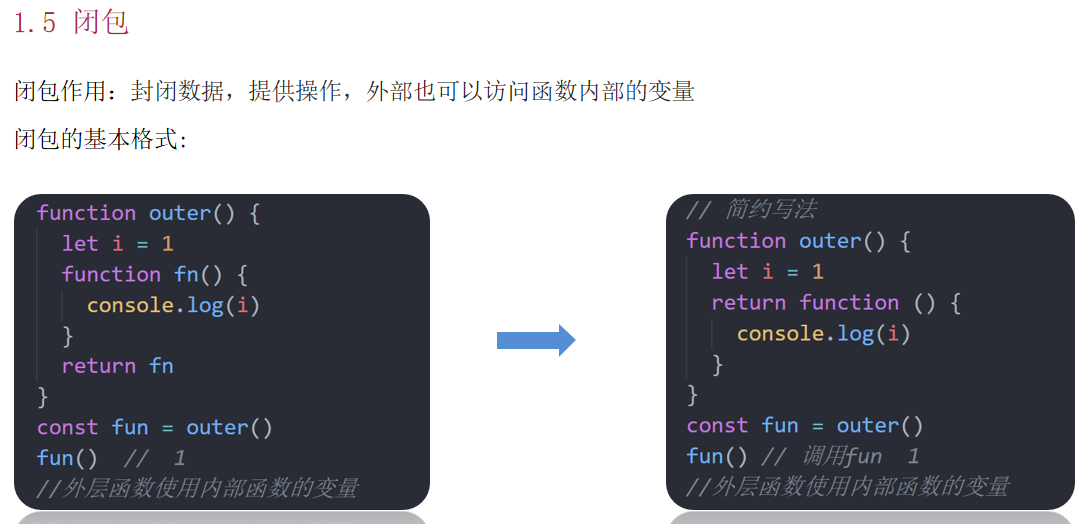 1.5 闭包
闭包作用：封闭数据，提供操作，外部也可以访问函数内部的变量
闭包的基本格式:
function outer() {
  let i = 1
  function fn() {
    console.log(i)
  }
  return fn
}
const fun = outer()
fun()  //  1
//外层函数使用内部函数的变量
// 简约写法
function outer() {
  let i = 1
  return function () {
    console.log(i)
  }
}
const fun = outer()
fun() // 调用fun  1
//外层函数使用内部函数的变量